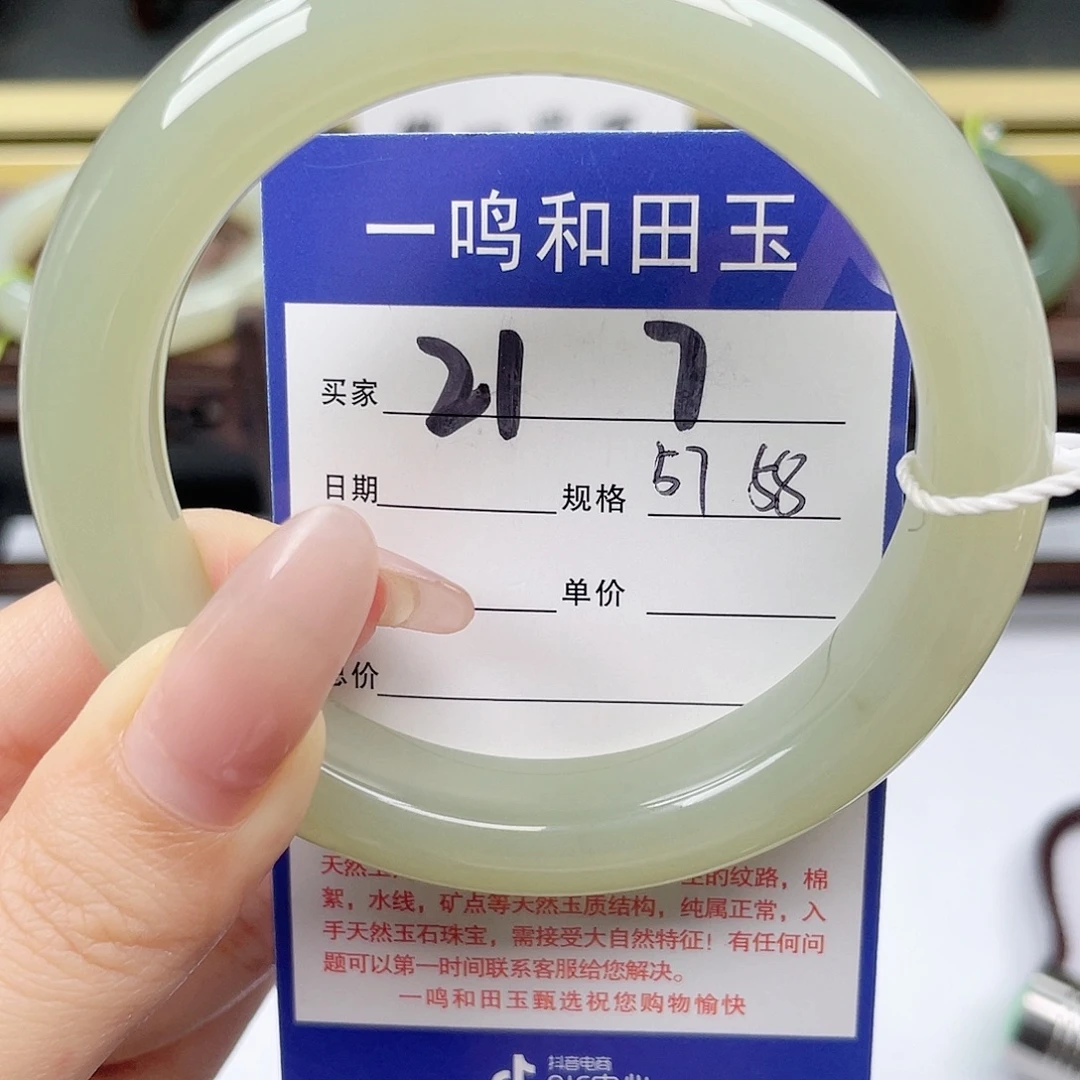 一鸣和田玉
买家 21 7
日期 规格 57 58
单价
总价
天然玉 的纹路，棉
絮，水线，矿点等天然玉质结构，纯属正常，入
手天然玉石珠宝，需接受大自然特征！有任何问
题可以第一时间联系客服给您解决。
一鸣和田玉甄选祝您购物愉快
抖音电商